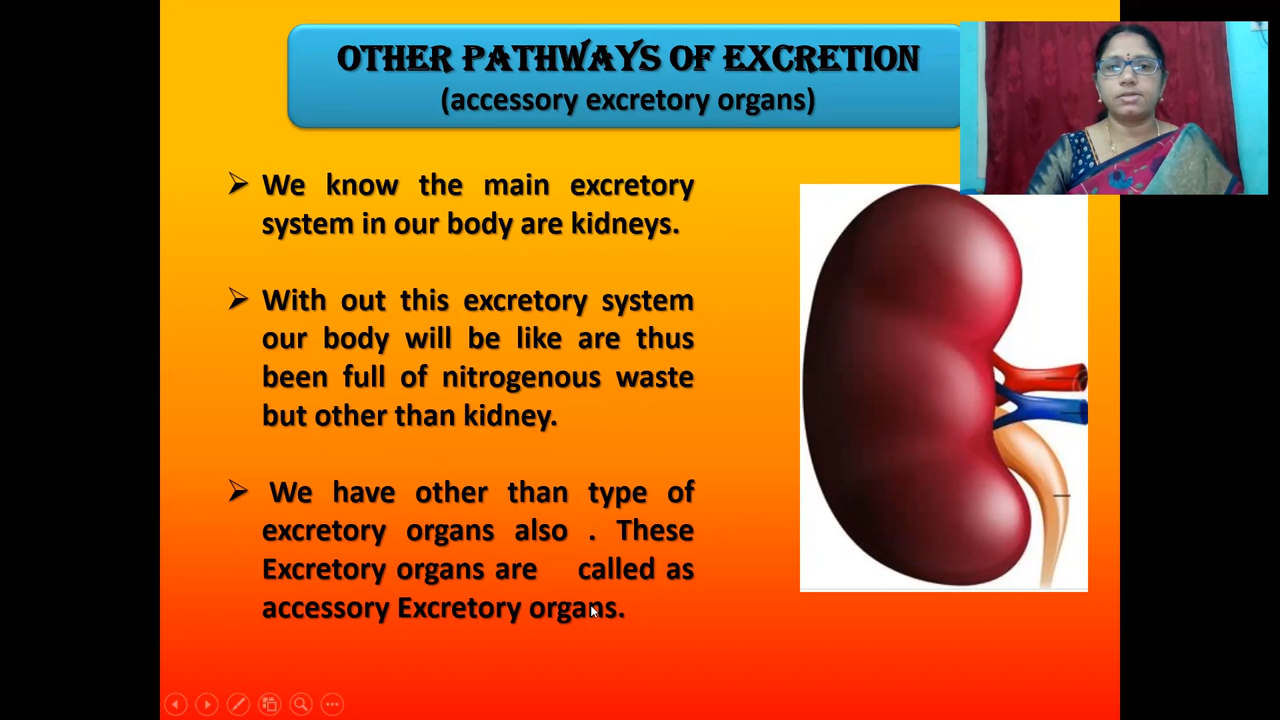 OTHER PATHWAYS OF EXCRETION
(accessory excretory organs)
We know the main excretory
system in our body are kidneys.
With out this excretory system
our body will be like are thus
been full of nitrogenous waste
but other than kidney.
We have other than type of
excretory organs also . These
Excretory organs are called as
accessory Excretory organs.